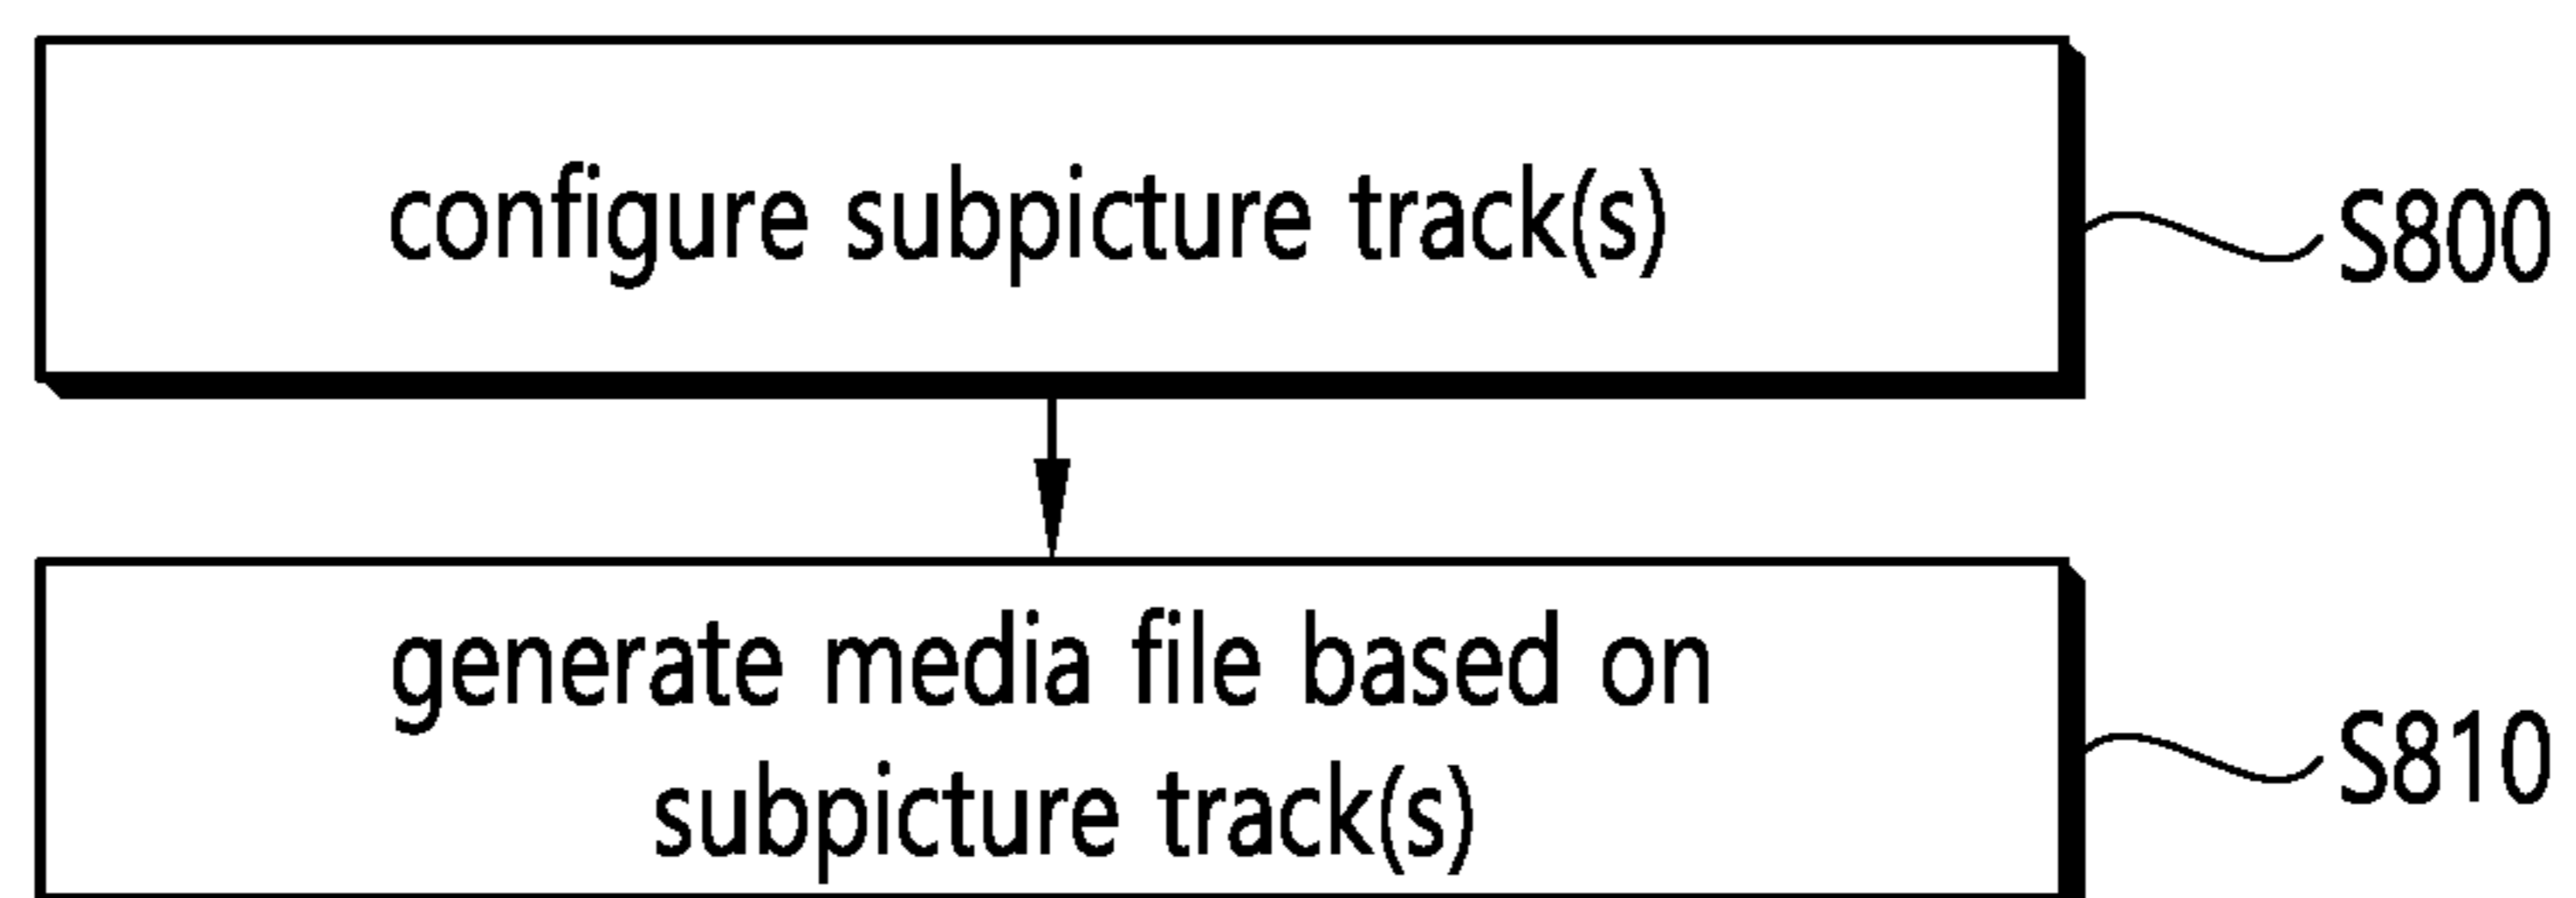 configure subpicture track(s)
S800
generate media file based on
subpicture track(s)
S810